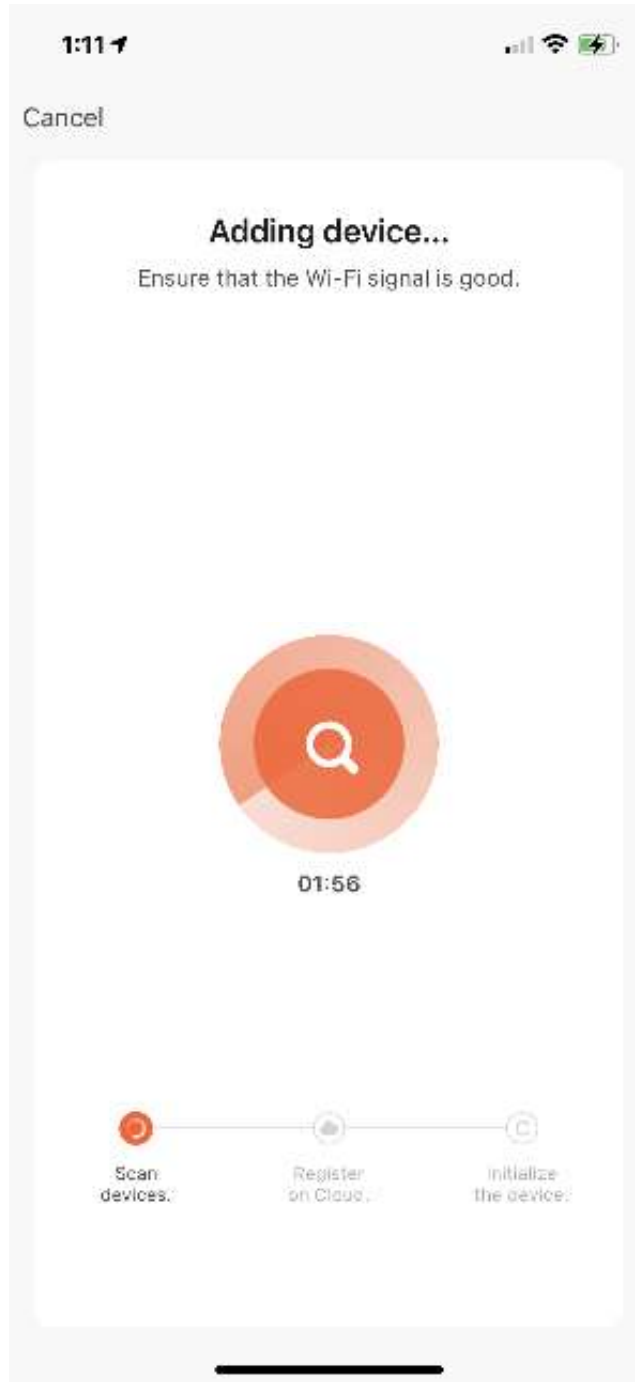 1:11
Cancel
Adding device...
Ensure that the Wi-Fi signal is good.
01:56
Scan
devices.
Register
on Cloud.
Initialize
the device.